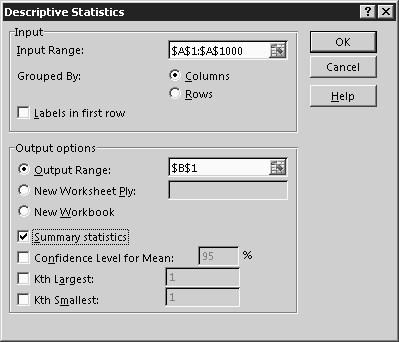 Descriptive Statistics
Input
Input Range: $A$1:$A$1000
Grouped By: Columns
Rows
Labels in first row
OK
Cancel
Help
Output options
Output Range: $B$1
New Worksheet Ply:
New Workbook
Summary statistics
Confidence Level for Mean: 95 %
Kth Largest: 1
Kth Smallest: 1